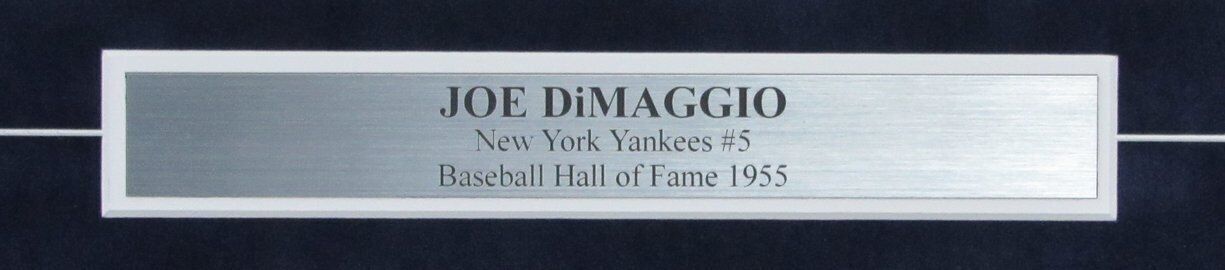 JOE DiMAGGIO
New York Yankees #5
Baseball Hall of Fame 1955